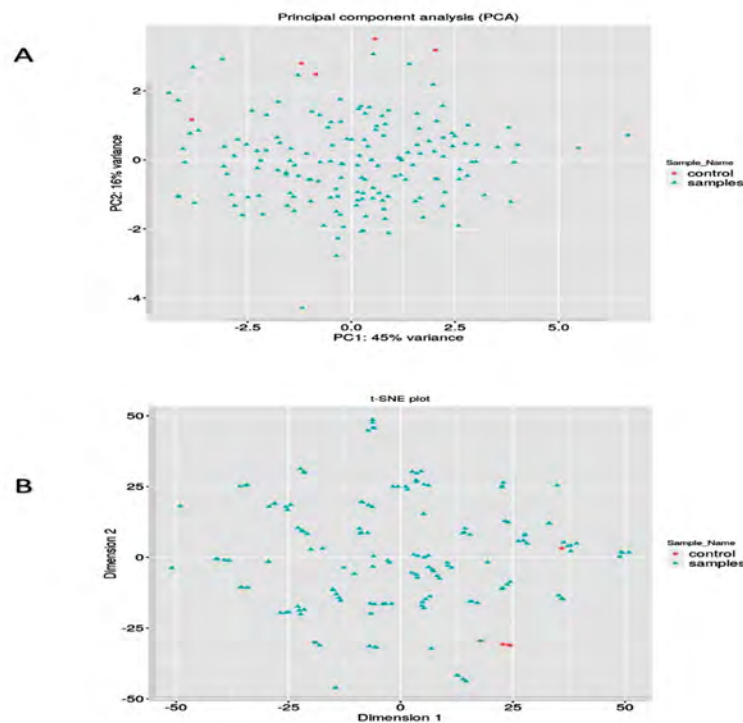 A
Principal component analysis (PCA)
PC2: 16% variance
2
0
-2
-4
-2.5
0.0
2.5
5.0
PC1: 45% variance
Sample_Name
control
samples
B
t-SNE plot
Dimension 2
50
25
0
-25
-50
-50
-25
0
25
50
Dimension 1
Sample_Name
control
samples